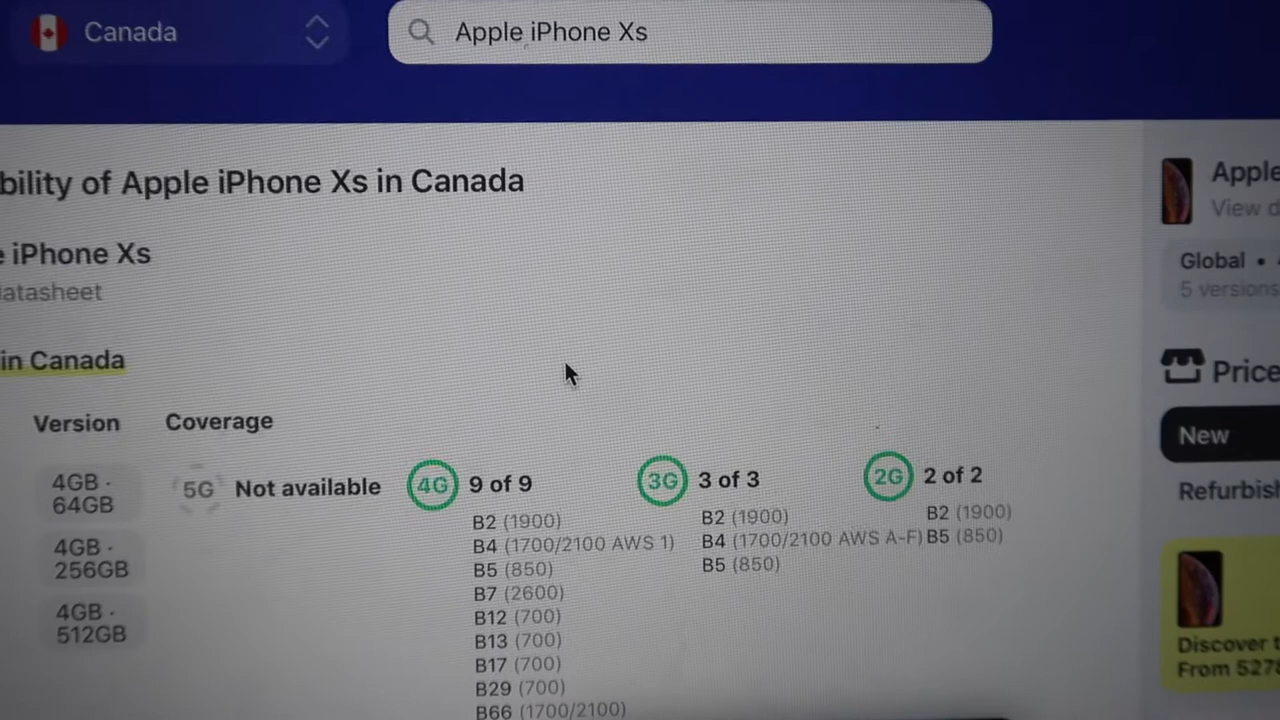 Canada
Apple iPhone Xs
bility of Apple iPhone Xs in Canada
e iPhone Xs
atasheet
in Canada
Version Coverage
4GB ·
64GB
4GB ·
256GB
4GB ·
512GB
5G Not available
4G 9 of 9
B2 (1900)
B4 (1700/2100 AWS 1)
B5 (850)
B7 (2600)
B12 (700)
B13 (700)
B17 (700)
B29 (700)
B66 (1700/2100)
3G 3 of 3
B2 (1900)
B4 (1700/2100 AWS A-F)
B5 (850)
2G 2 of 2
B2 (1900)
B5 (850)
Apple
View d
Global •
5 versions
Price
New
Refurbish
Discover t
From 527